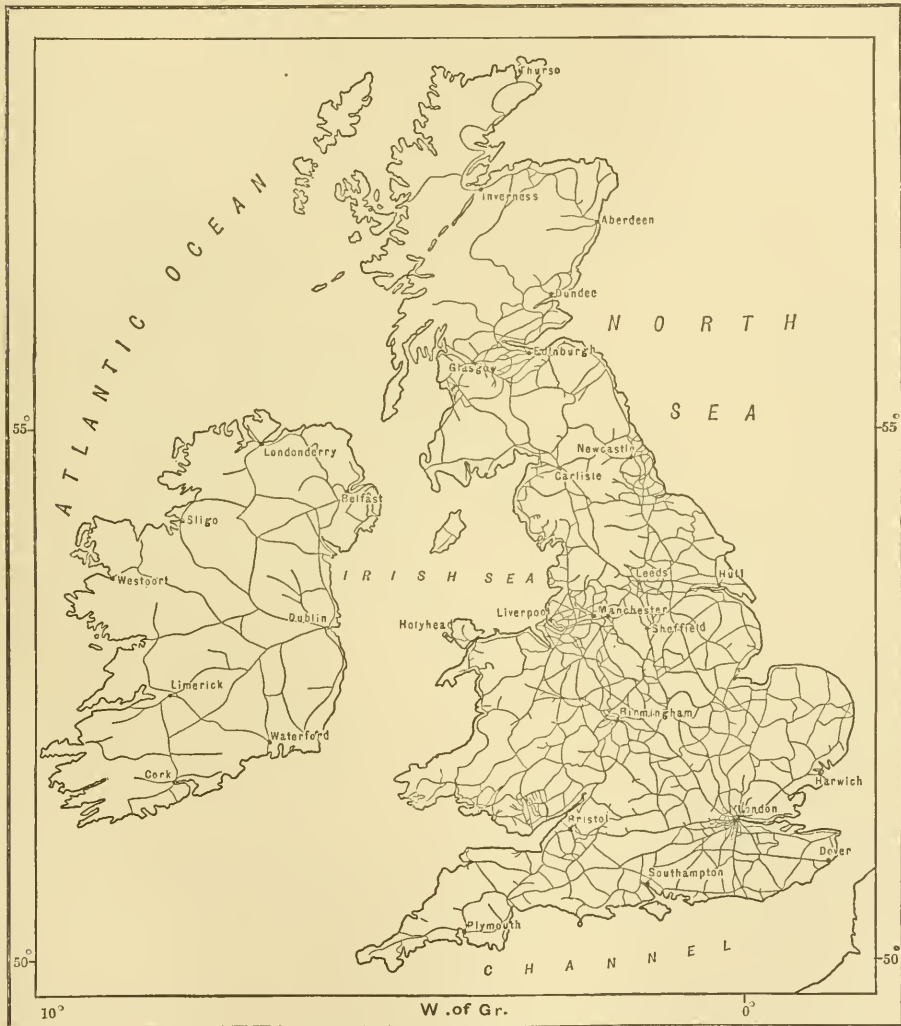 Thurso
ATLANTIC OCEAN
Inverness
Aberdeen
Dundee
NORTH
SEA
Edinburgh
Glasgow
55°
55°
Londonderry
Newcastle
Carlisle
Belfast
Sligo
IRISH SEA
Westport
Leeds
Hull
Dublin
Liverpool
Manchester
Holyhead
Sheffield
Limerick
Birmingham
Waterford
Cork
Harwich
London
Bristol
Dover
Southampton
Plymouth
CHANNEL
50°
50°
10°
W. of Gr.
0°